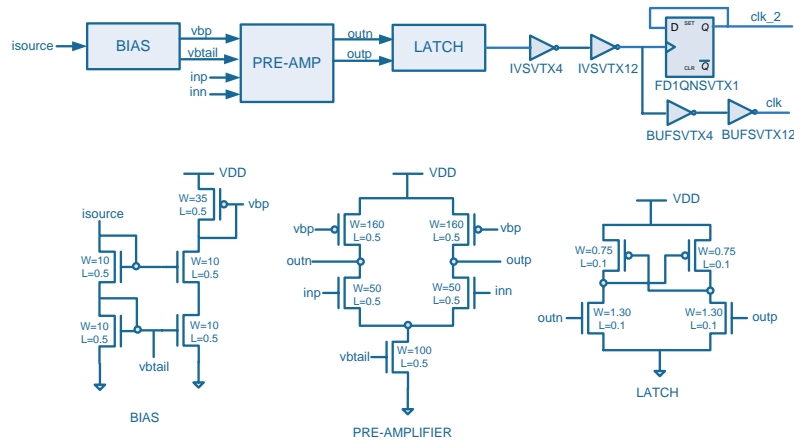 isource
BIAS
vbp
vbtail
inp
inn
PRE-AMP
outn
outp
LATCH
IVSVTX4
IVSVTX12
D
SET
Q
CLR
Q
FD1QNSVTX1
clk_2
BUFSVTX4
BUFSVTX12
clk
VDD
W=35
L=0.5
vbp
isource
W=10
L=0.5
W=10
L=0.5
W=10
L=0.5
W=10
L=0.5
vbtail
BIAS
VDD
vbp
W=160
L=0.5
W=160
L=0.5
vbp
outn
outp
inp
W=50
L=0.5
W=50
L=0.5
inn
vbtail
W=100
L=0.5
PRE-AMPLIFIER
VDD
W=0.75
L=0.1
W=0.75
L=0.1
outn
W=1.30
L=0.1
W=1.30
L=0.1
outp
LATCH